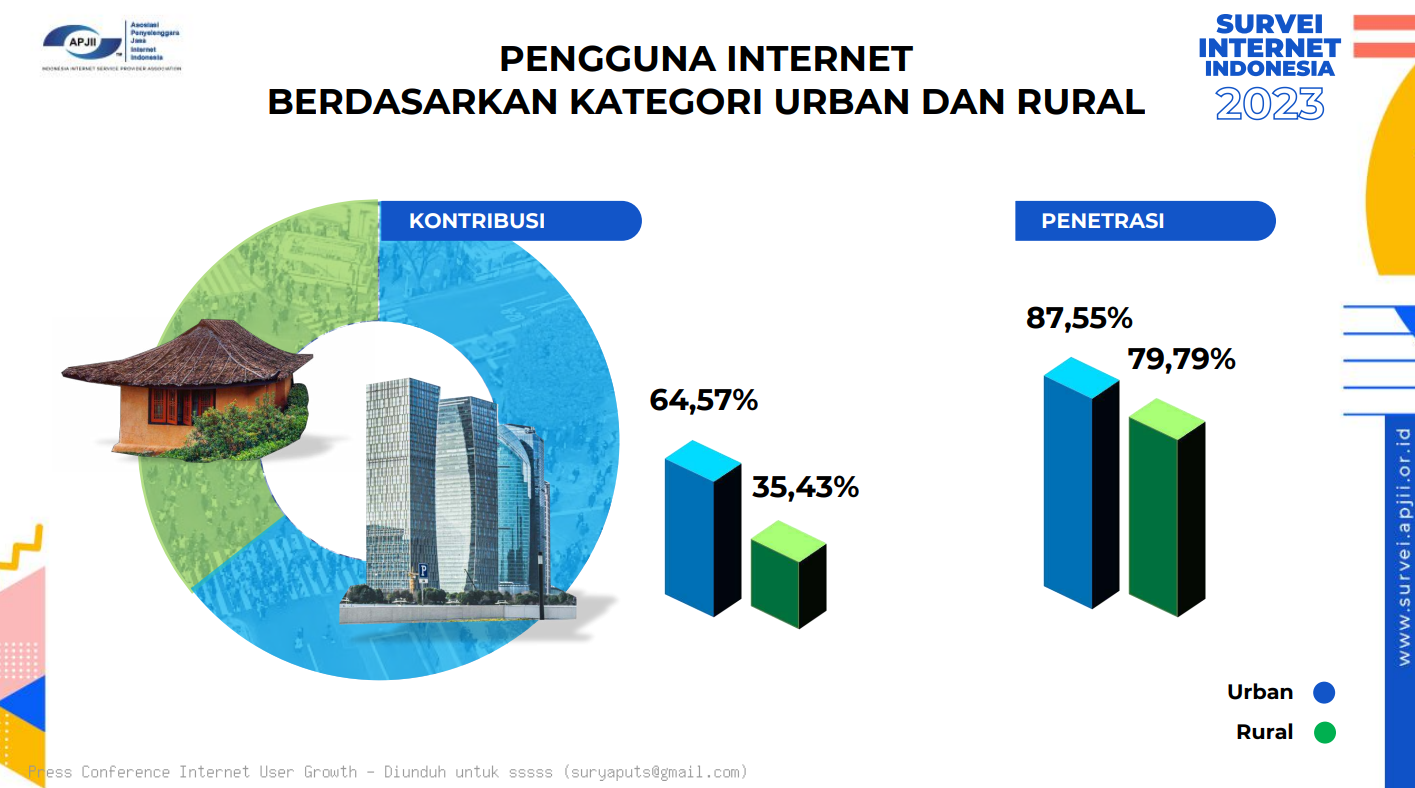 APJII
TM
Asosiasi
Penyelenggara
Jasa
Internet
Indonesia
INDONESIA INTERNET SERVICE PROVIDER ASSOCIATION
PENGGUNA INTERNET
BERDASARKAN KATEGORI URBAN DAN RURAL
SURVEI
INTERNET
INDONESIA
2023
KONTRIBUSI
PENETRASI
64,57%
35,43%
87,55%
79,79%
P
Urban
Rural
www.survei.apjii.or.id
Press Conference Internet User Growth - Diunduh untuk sssss (suryaputs@gmail.com)